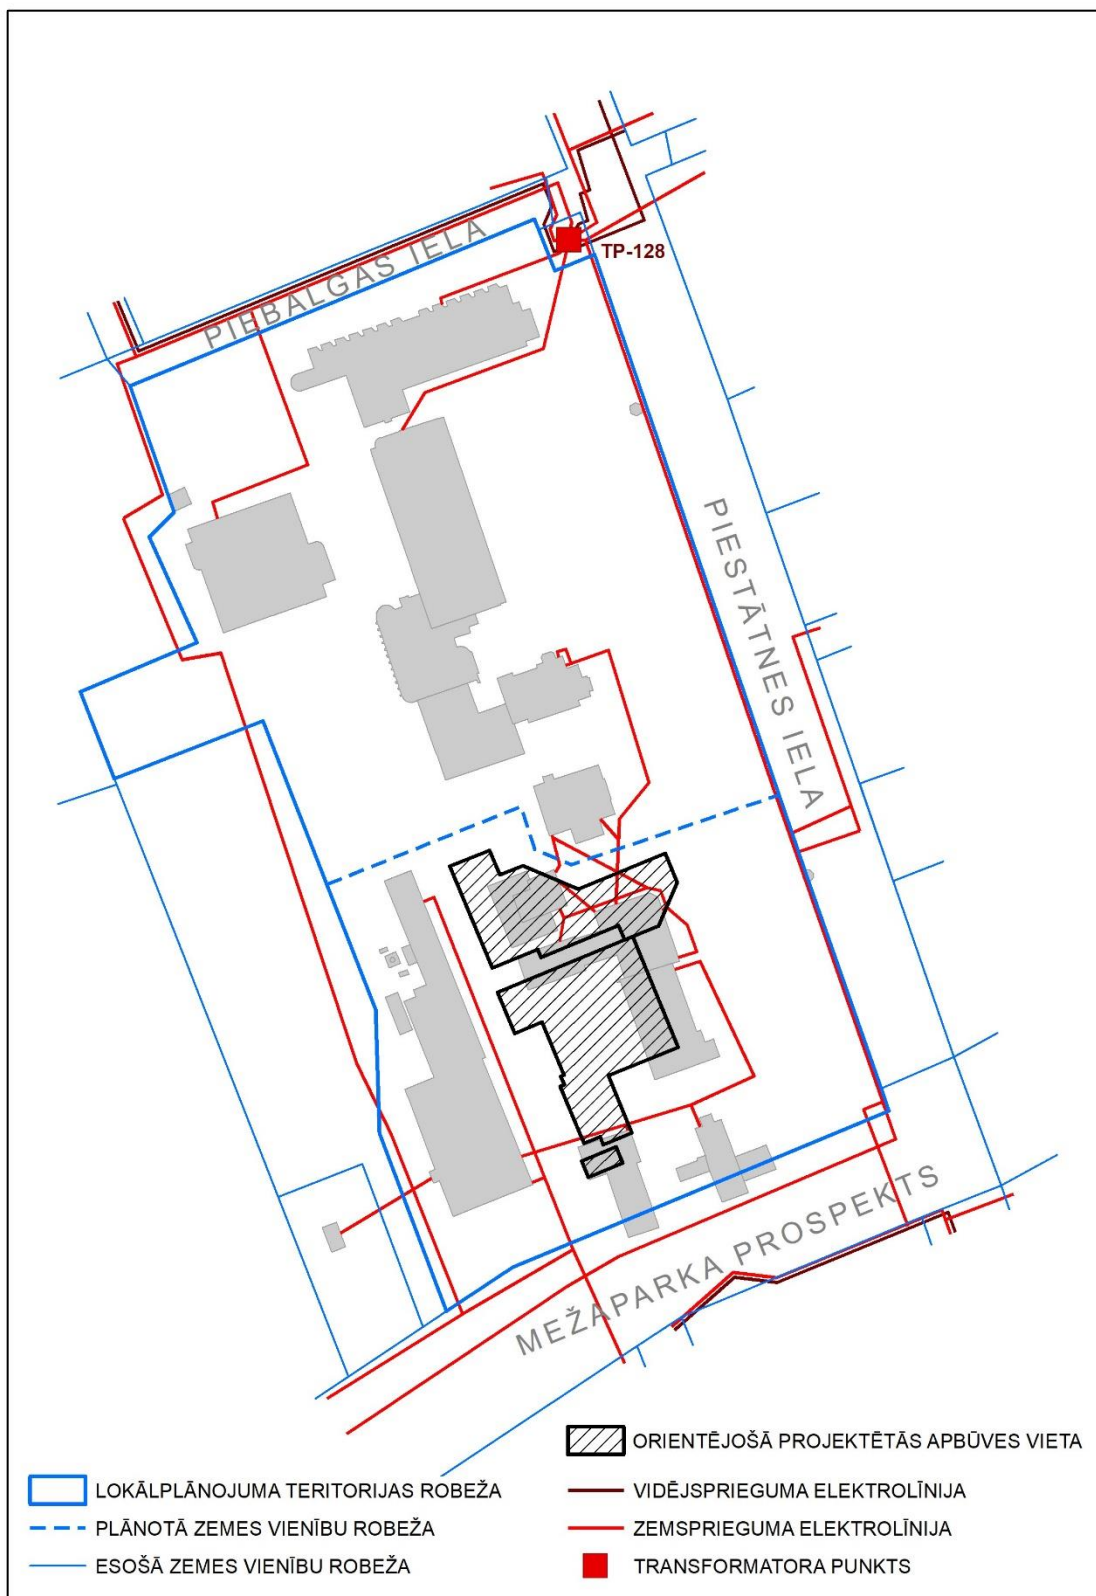 PIEBALGAS IELA
TP-128
PIESTĀTNES IELA
MEŽAPARKA PROSPEKTS
ORIENTĒJOŠĀ PROJEKTĒTĀS APBŪVES VIETA
LOKĀLPLĀNOJUMA TERITORIJAS ROBEŽA
VIDĒJSPRIEGUMA ELEKTROLĪNIJA
PLĀNOTĀ ZEMES VIENĪBU ROBEŽA
ZEMSPRIEGUMA ELEKTROLĪNIJA
ESOŠĀ ZEMES VIENĪBU ROBEŽA
TRANSFORMATORA PUNKTS